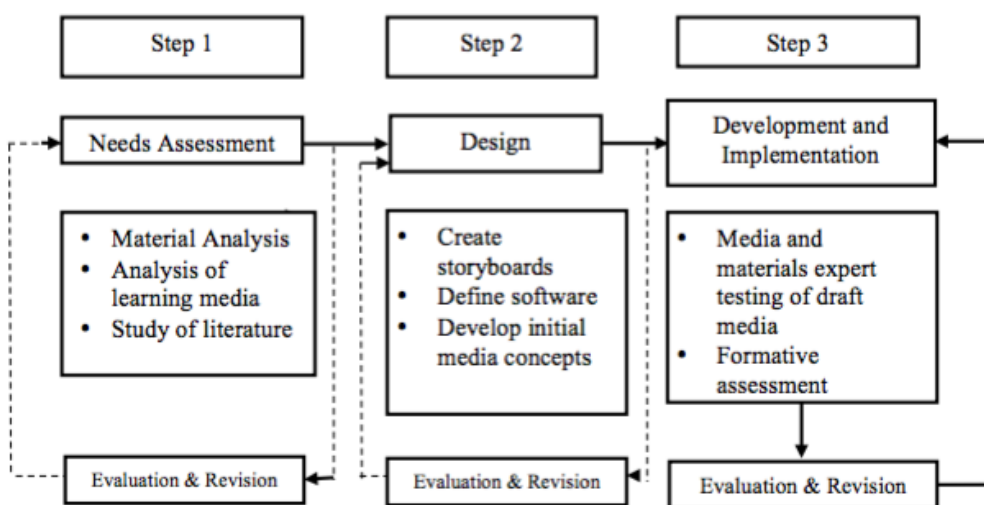 Step 1
Step 2
Step 3
Needs Assessment
Design
Development and
Implementation
• Material Analysis
• Analysis of
learning media
• Study of literature
• Create
storyboards
• Define software
• Develop initial
media concepts
• Media and
materials expert
testing of draft
media
• Formative
assessment
Evaluation & Revision
Evaluation & Revision
Evaluation & Revision